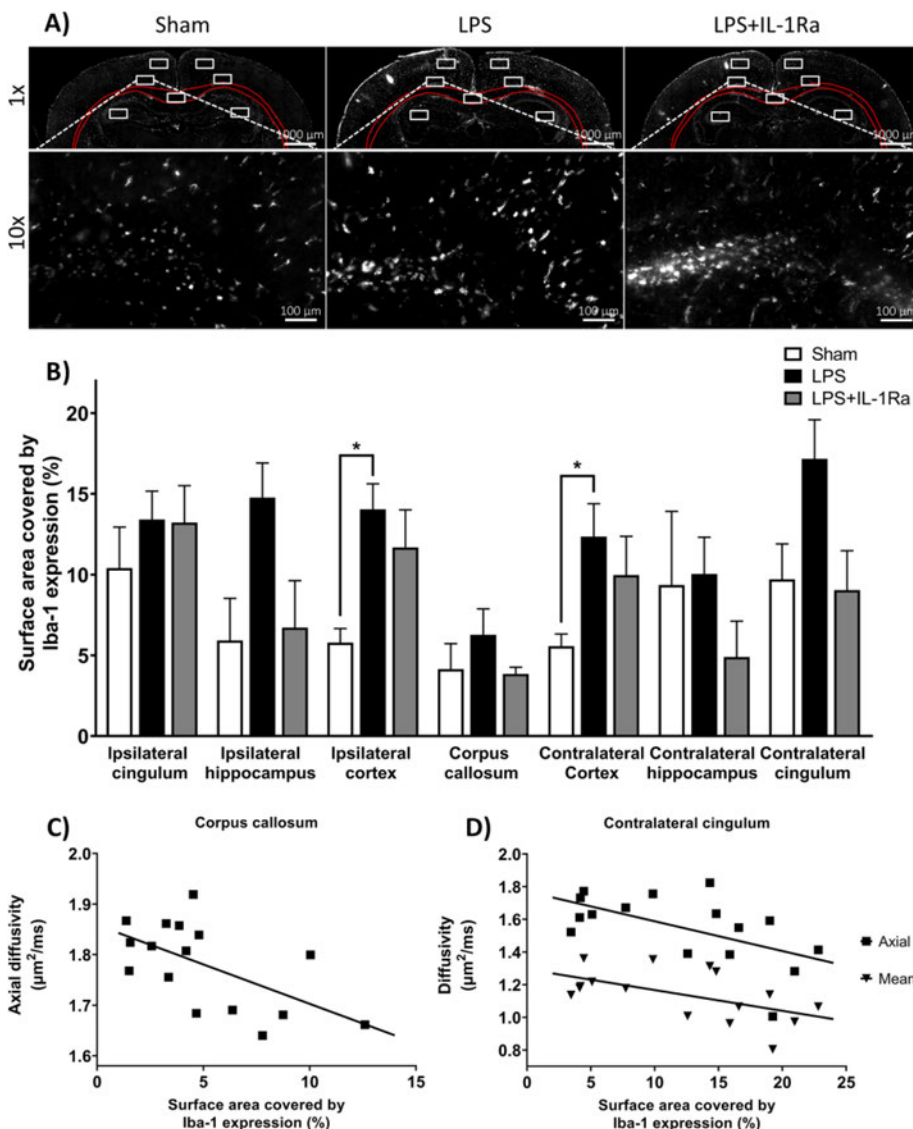 A)
Sham LPS LPS+IL-1Ra
1x
1000 µm 1000 µm 1000 µm
10x
100 µm 100 µm 100 µm
B)
Sham
LPS
LPS+IL-1Ra
Surface area covered by
Iba-1 expression (%)
20
15
10
5
0
* *
Ipsilateral Ipsilateral Ipsilateral Corpus Contralateral Contralateral Contralateral
cingulum hippocampus cortex callosum Cortex hippocampus cingulum
C) Corpus callosum
Axial diffusivity
(µm²/ms)
2.0
1.9
1.8
1.7
1.6
0 5 10 15
Surface area covered by
Iba-1 expression (%)
D) Contralateral cingulum
Diffusivity
(µm²/ms)
2.0
1.8
1.6
1.4
1.2
1.0
0.8
0 5 10 15 20 25
Axial
Mean
Surface area covered by
Iba-1 expression (%)